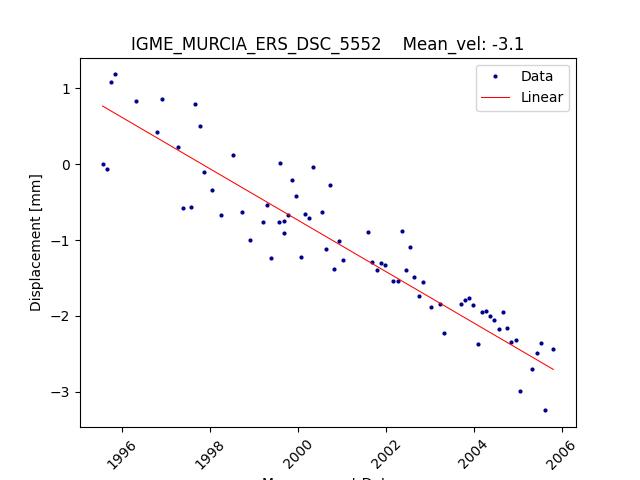 IGME_MURCIA_ERS_DSC_5552 Mean_vel: -3.1
Data
Linear
Displacement [mm]
1
0
−1
−2
−3
1996
1998
2000
2002
2004
2006